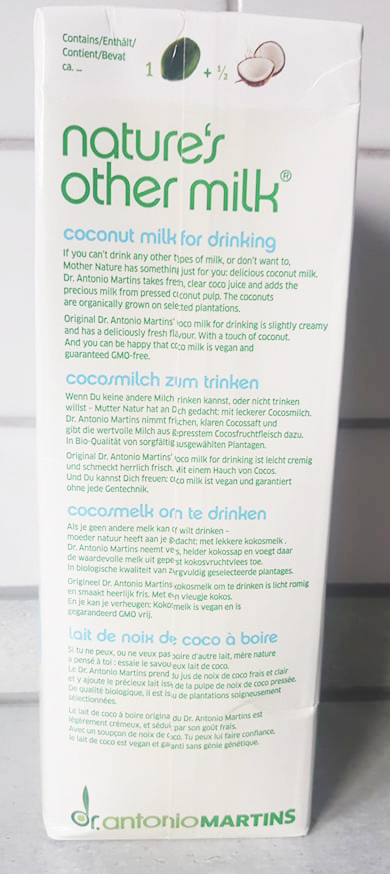 Contains/Enthält/
Contient/Bevat
ca. ...
1 + ½
nature's
other milk®
coconut milk for drinking
If you can't drink any other types of milk, or don't want to,
Mother Nature has something just for you: delicious coconut milk.
Dr. Antonio Martins takes fresh, clear coco juice and adds the
precious milk from pressed coconut pulp. The coconuts
are organically grown on selected plantations.
Original Dr. Antonio Martins' coco milk for drinking is slightly creamy
and has a deliciously fresh flavour. With a touch of coconut.
And you can be happy that coco milk is vegan and
guaranteed GMO-free.
cocosmilch zum trinken
Wenn Du keine andere Milch trinken kannst, oder nicht trinken
willst – Mutter Natur hat an Dich gedacht: mit leckerer Cocosmilch.
Dr. Antonio Martins nimmt frischen, klaren Cocossaft und
gibt die wertvolle Milch aus gepresstem Cocosfruchtfleisch dazu.
In Bio-Qualität von sorgfältig ausgewählten Plantagen.
Original Dr. Antonio Martins' coco milk for drinking ist leicht cremig
und schmeckt herrlich frisch. Mit einem Hauch von Cocos.
Und Du kannst Dich freuen: Coco milk ist vegan und garantiert
ohne jede Gentechnik.
cocosmelk om te drinken
Als je geen andere melk kan of wilt drinken –
moeder natuur heeft aan je gedacht: met lekkere kokosmelk.
Dr. Antonio Martins neemt vers, helder kokossap en voegt daar
de waardevolle melk uit geperst kokosvruchtvlees toe.
In biologische kwaliteit van zorgvuldig geselecteerde plantages.
Origineel Dr. Antonio Martins kokosmelk om te drinken is licht romig
en smaakt heerlijk fris. Met een vleugje kokos.
En je kan je verheugen: Kokosmelk is vegan en is
gegarandeerd GMO vrij.
lait de noix de coco à boire
Si tu ne peux, ou ne veux pas boire d'autre lait, mère nature
a pensé à toi : essaie le savoureux lait de coco.
Le Dr. Antonio Martins prend du jus de noix de coco frais et clair
et y ajoute le précieux lait issu de la pulpe de noix de coco pressée.
De qualité biologique, il est issu de plantations soigneusement
sélectionnées.
Le lait de coco à boire original du Dr. Antonio Martins est
légèrement crémeux, et séduit par son goût frais.
Avec un soupçon de noix de coco. Tu peux lui faire confiance,
le lait de coco est vegan et garanti sans génie génétique.
dr. antonio MARTINS